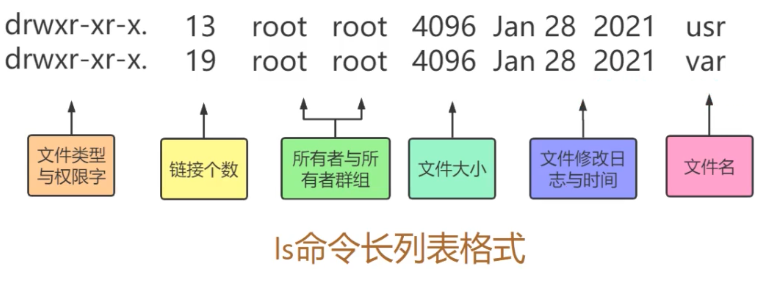 drwxr-xr-x. 13 root root 4096 Jan 28 2021 usr
drwxr-xr-x. 19 root root 4096 Jan 28 2021 var
文件类型
与权限字
链接个数
所有者与所
有者群组
文件大小
文件修改日
志与时间
文件名
ls命令长列表格式